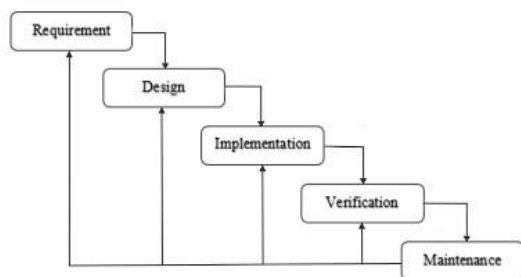 Requirement
Design
Implementation
Verification
Maintenance